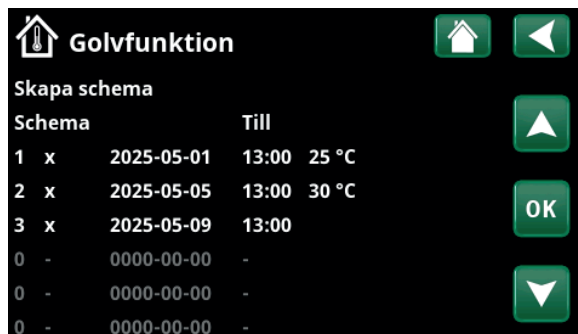 Golvfunktion
Skapa schema
Schema Till
1 x 2025-05-01 13:00 25 °C
2 x 2025-05-05 13:00 30 °C
OK
3 x 2025-05-09 13:00
0 - 0000-00-00 -
0 - 0000-00-00 -
0 - 0000-00-00 -